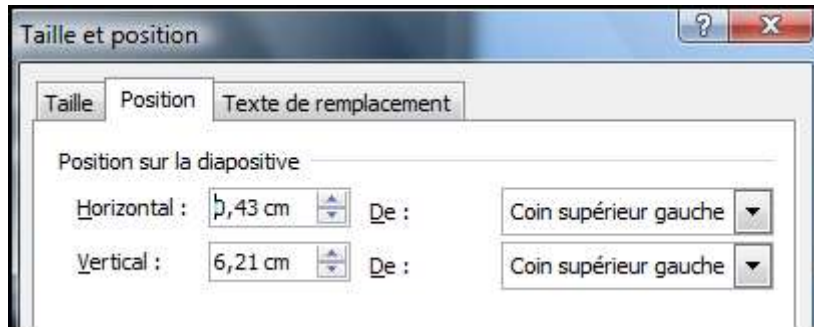 Taille et position
Taille Position Texte de remplacement
Position sur la diapositive
Horizontal : 0,43 cm De : Coin supérieur gauche
Vertical : 6,21 cm De : Coin supérieur gauche